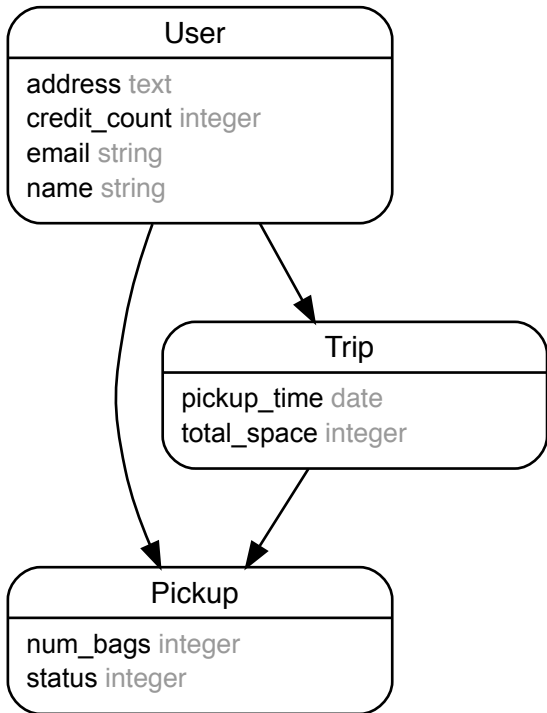 User
address text
credit_count integer
email string
name string
Trip
pickup_time date
total_space integer
Pickup
num_bags integer
status integer